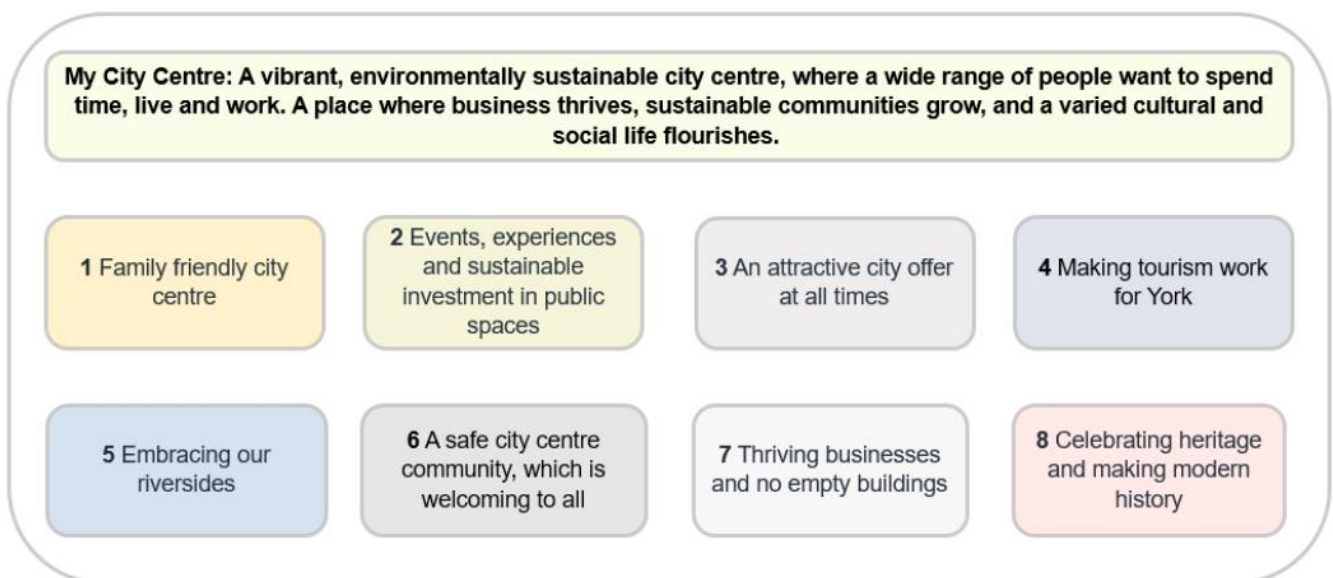 My City Centre: A vibrant, environmentally sustainable city centre, where a wide range of people want to spend
time, live and work. A place where business thrives, sustainable communities grow, and a varied cultural and
social life flourishes.
1 Family friendly city
centre
2 Events, experiences
and sustainable
investment in public
spaces
3 An attractive city offer
at all times
4 Making tourism work
for York
5 Embracing our
riversides
6 A safe city centre
community, which is
welcoming to all
7 Thriving businesses
and no empty buildings
8 Celebrating heritage
and making modern
history